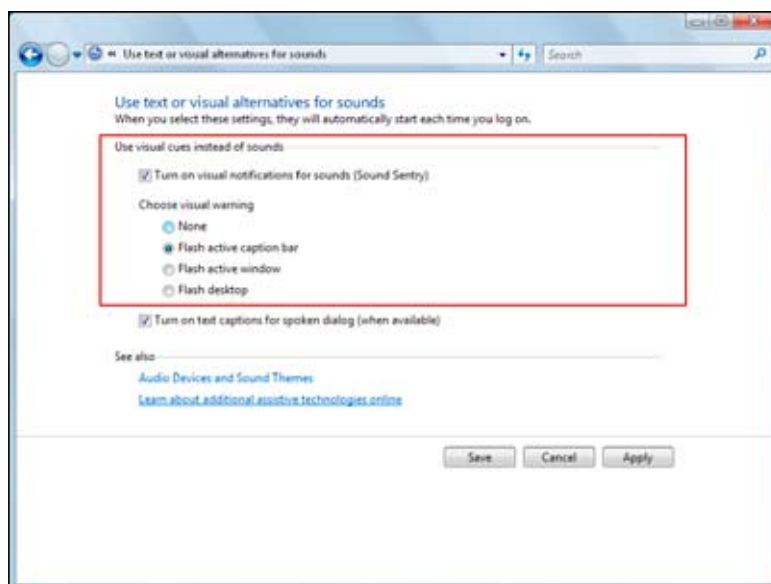 « Use text or visual alternatives for sounds
Search
Use text or visual alternatives for sounds
When you select these settings, they will automatically start each time you log on.
Use visual cues instead of sounds
Turn on visual notifications for sounds (Sound Sentry)
Choose visual warning
None
Flash active caption bar
Flash active window
Flash desktop
Turn on text captions for spoken dialog (when available)
See also
Audio Devices and Sound Themes
Learn about additional assistive technologies online
Save Cancel Apply